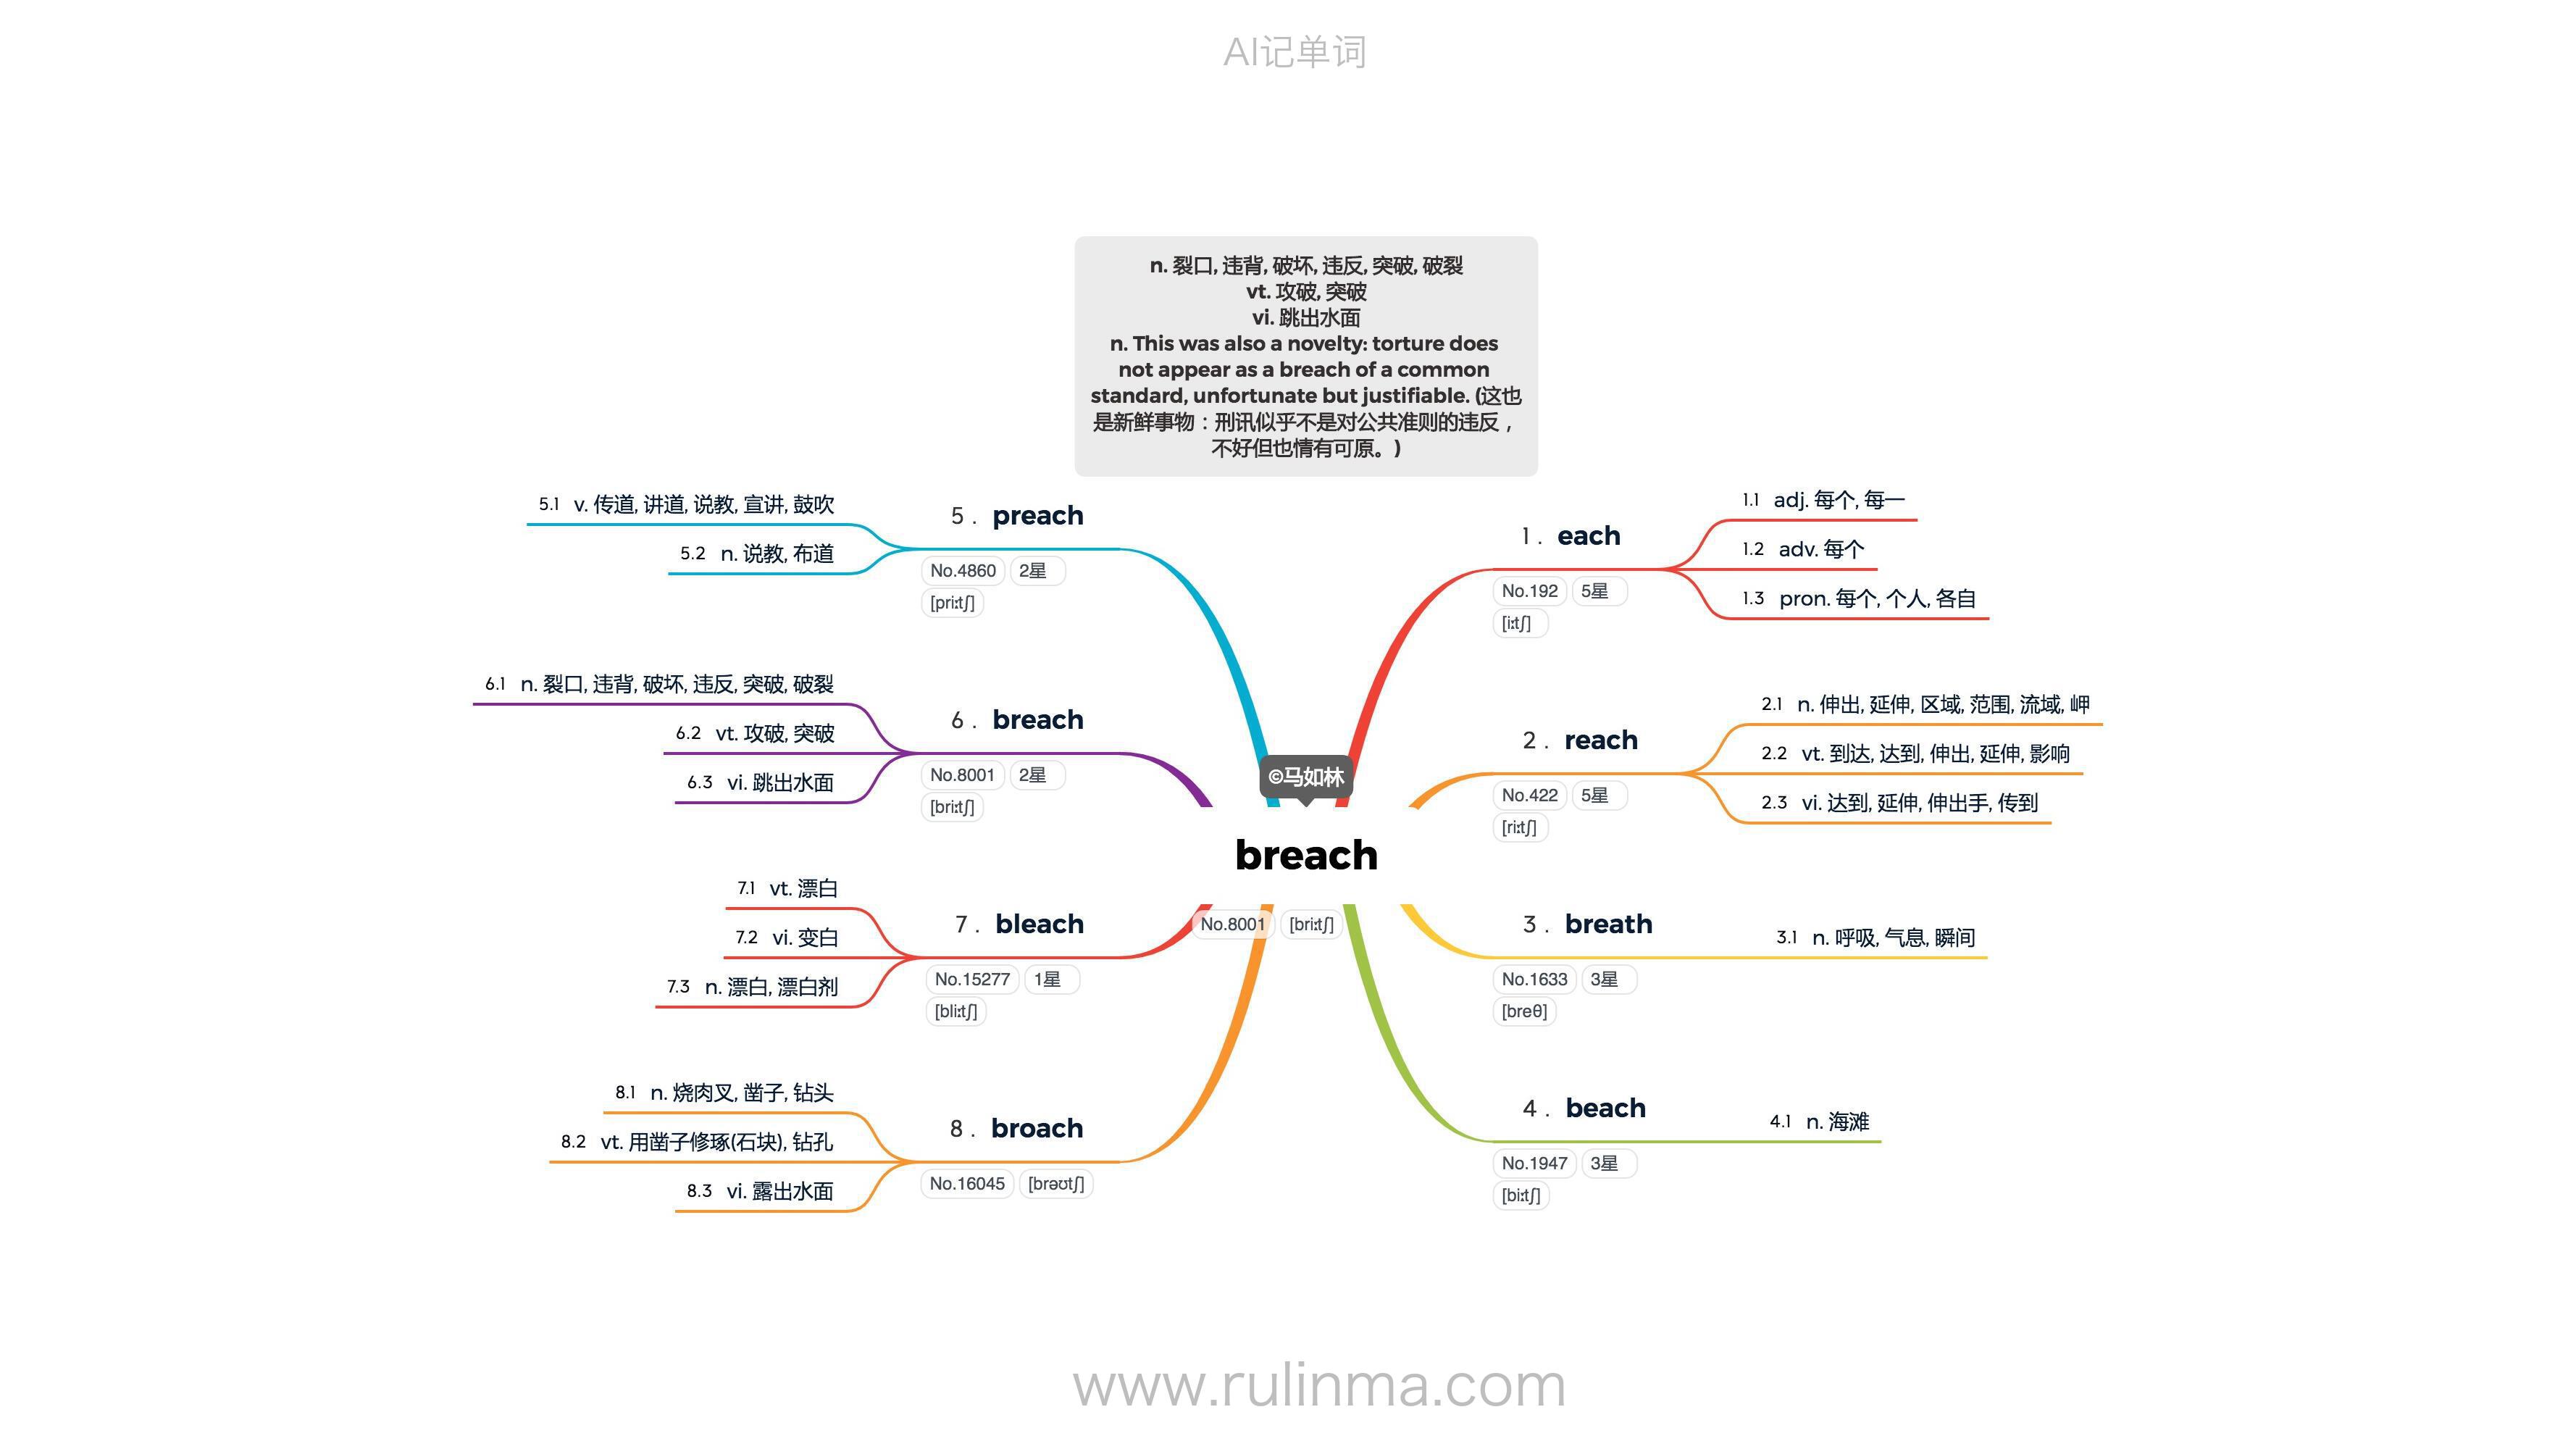 AI记单词
n. 裂口, 违背, 破坏, 违反, 突破, 破裂
vt. 攻破, 突破
vi. 跳出水面
n. This was also a novelty: torture does
not appear as a breach of a common
standard, unfortunate but justifiable. (这也
是新鲜事物：刑讯似乎不是对公共准则的违反，
不好但也情有可原。)
©马如林
breach
No.8001 [briːtʃ]
1. each
No.192 5星
[iːtʃ]
1.1 adj. 每个, 每一
1.2 adv. 每个
1.3 pron. 每个, 个人, 各自
2. reach
No.422 5星
[riːtʃ]
2.1 n. 伸出, 延伸, 区域, 范围, 流域, 岬
2.2 vt. 到达, 达到, 伸出, 延伸, 影响
2.3 vi. 达到, 延伸, 伸出手, 传到
3. breath
No.1633 3星
[breθ]
3.1 n. 呼吸, 气息, 瞬间
4. beach
No.1947 3星
[biːtʃ]
4.1 n. 海滩
5. preach
No.4860 2星
[priːtʃ]
5.1 v. 传道, 讲道, 说教, 宣讲, 鼓吹
5.2 n. 说教, 布道
6. breach
No.8001 2星
[briːtʃ]
6.1 n. 裂口, 违背, 破坏, 违反, 突破, 破裂
6.2 vt. 攻破, 突破
6.3 vi. 跳出水面
7. bleach
No.15277 1星
[bliːtʃ]
7.1 vt. 漂白
7.2 vi. 变白
7.3 n. 漂白, 漂白剂
8. broach
No.16045 [brəʊtʃ]
8.1 n. 烧肉叉, 凿子, 钻头
8.2 vt. 用凿子修琢(石块), 钻孔
8.3 vi. 露出水面
www.rulinma.com